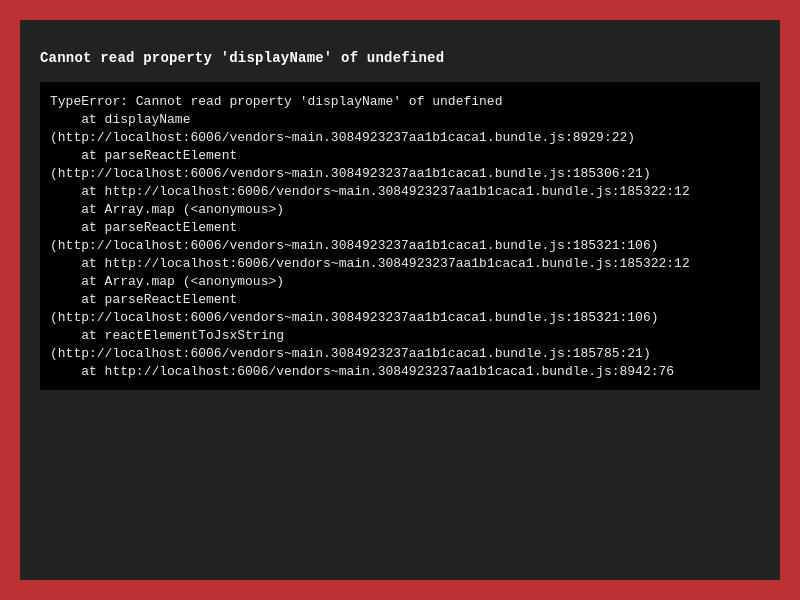 Cannot read property 'displayName' of undefined
TypeError: Cannot read property 'displayName' of undefined
    at displayName
(http://localhost:6006/vendors~main.3084923237aa1b1caca1.bundle.js:8929:22)
    at parseReactElement
(http://localhost:6006/vendors~main.3084923237aa1b1caca1.bundle.js:185306:21)
    at http://localhost:6006/vendors~main.3084923237aa1b1caca1.bundle.js:185322:12
    at Array.map (<anonymous>)
    at parseReactElement
(http://localhost:6006/vendors~main.3084923237aa1b1caca1.bundle.js:185321:106)
    at http://localhost:6006/vendors~main.3084923237aa1b1caca1.bundle.js:185322:12
    at Array.map (<anonymous>)
    at parseReactElement
(http://localhost:6006/vendors~main.3084923237aa1b1caca1.bundle.js:185321:106)
    at reactElementToJsxString
(http://localhost:6006/vendors~main.3084923237aa1b1caca1.bundle.js:185785:21)
    at http://localhost:6006/vendors~main.3084923237aa1b1caca1.bundle.js:8942:76